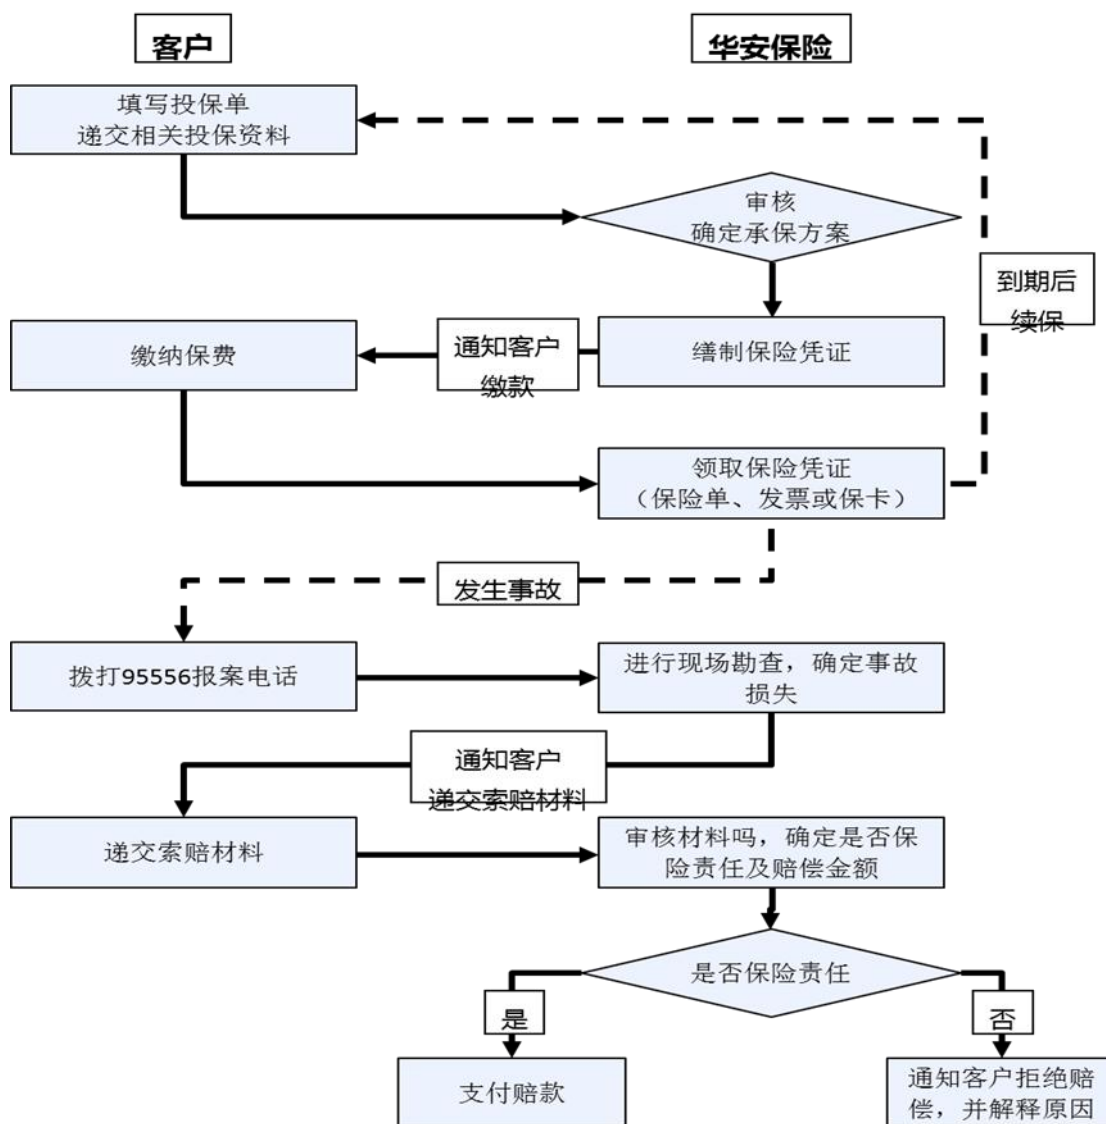 客户
华安保险
填写投保单
递交相关投保资料
审核
确定承保方案
到期后
续保
缴纳保费
通知客户
缴款
缮制保险凭证
领取保险凭证
（保险单、发票或保卡）
发生事故
拨打95556报案电话
进行现场勘查，确定事故
损失
通知客户
递交索赔材料
递交索赔材料
审核材料吗，确定是否保
险责任及赔偿金额
是否保险责任
是
否
支付赔款
通知客户拒绝赔
偿，并解释原因